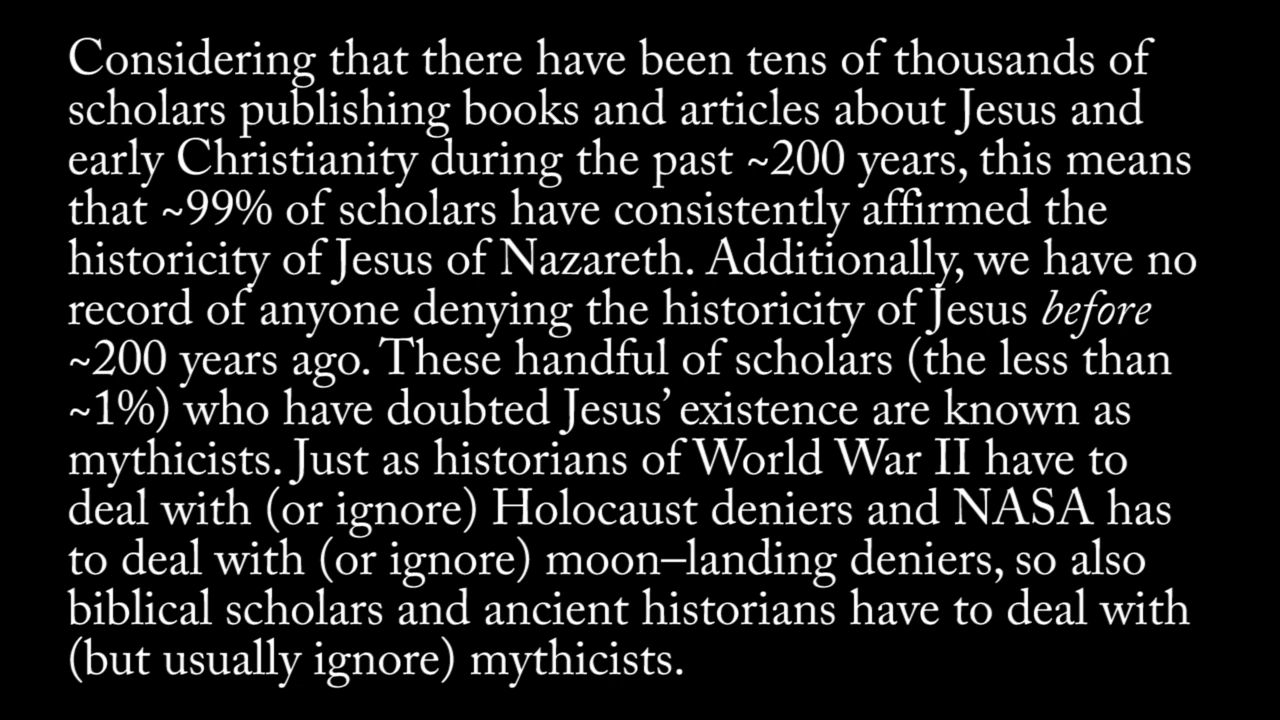 Considering that there have been tens of thousands of
scholars publishing books and articles about Jesus and
early Christianity during the past ~200 years, this means
that ~99% of scholars have consistently affirmed the
historicity of Jesus of Nazareth. Additionally, we have no
record of anyone denying the historicity of Jesus before
~200 years ago. These handful of scholars (the less than
~1%) who have doubted Jesus’ existence are known as
mythicists. Just as historians of World War II have to
deal with (or ignore) Holocaust deniers and NASA has
to deal with (or ignore) moon–landing deniers, so also
biblical scholars and ancient historians have to deal with
(but usually ignore) mythicists.